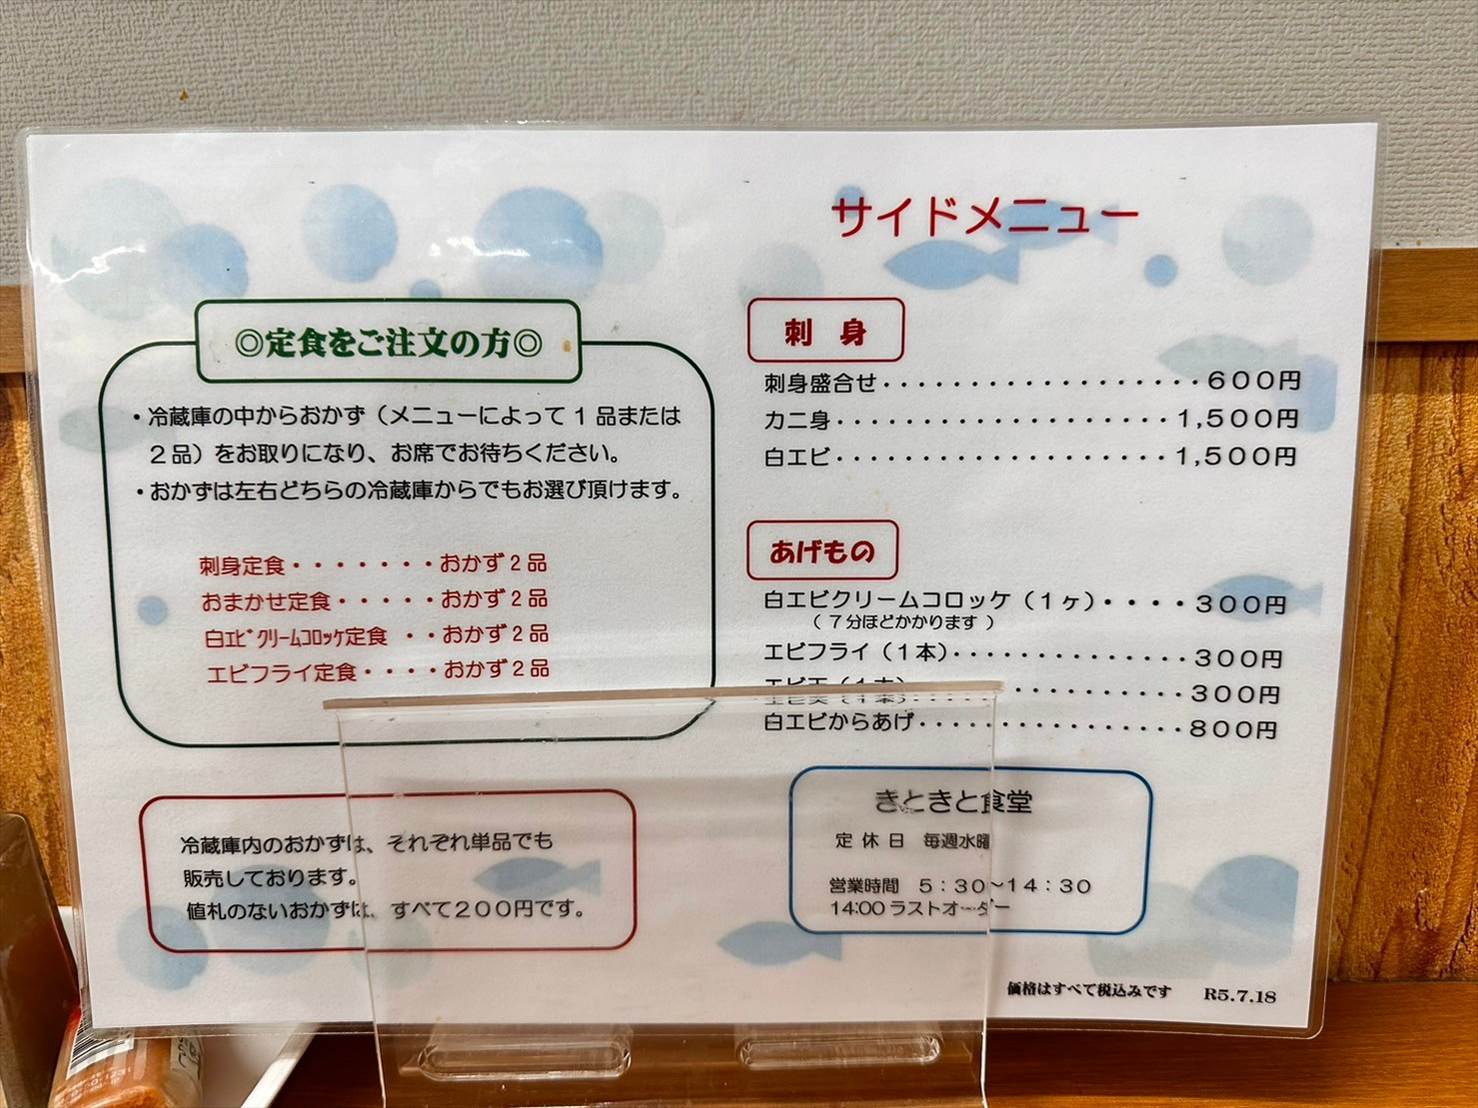 ◎定食をご注文の方◎
・冷蔵庫の中からおかず（メニューによって１品または
２品）をお取りになり、お席でお待ちください。
・おかずは左右どちらの冷蔵庫からでもお選び頂けます。
刺身定食・・・・・・・おかず２品
おまかせ定食・・・・・おかず２品
白ｴﾋﾞｸﾘｰﾑｺﾛｯｹ定食 ・・おかず２品
エビフライ定食・・・・おかず２品
冷蔵庫内のおかずは、それぞれ単品でも
販売しております。
値札のないおかずは、すべて２００円です。
サイドメニュー
刺 身
刺身盛合せ・・・・・・・・・・・・・・・・・・・６００円
カニ身・・・・・・・・・・・・・・・・・・・・１,５００円
白エビ・・・・・・・・・・・・・・・・・・・・１,５００円
あげもの
白エビクリームコロッケ（１ヶ）・・・・３００円
（７分ほどかかります）
エビフライ（１本）・・・・・・・・・・・・・・３００円
エビ天（１本）・・・・・・・・・・・・・・・・３００円
白エビからあげ・・・・・・・・・・・・・・・・８００円
きときと食堂
定 休 日　毎週水曜
営業時間　５：３０～１４：３０
14:00 ラストオーダー
価格はすべて税込みです　R5.7.18